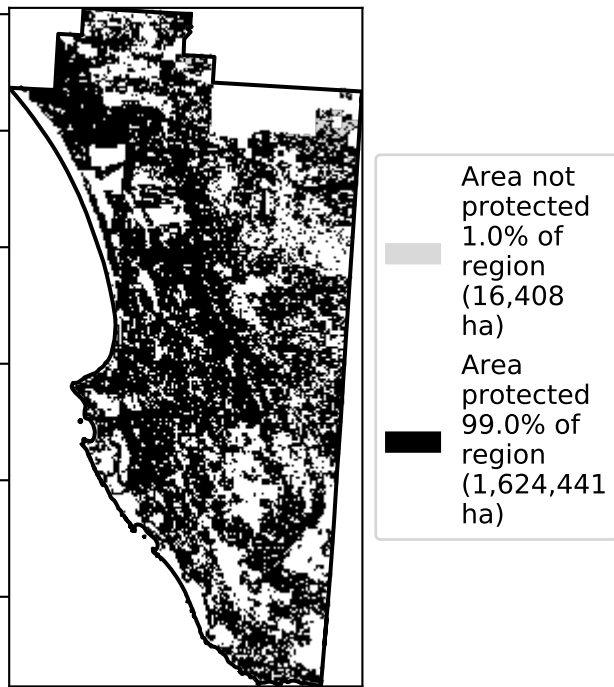 Area not
protected
1.0% of
region
(16,408
ha)
Area
protected
99.0% of
region
(1,624,441
ha)